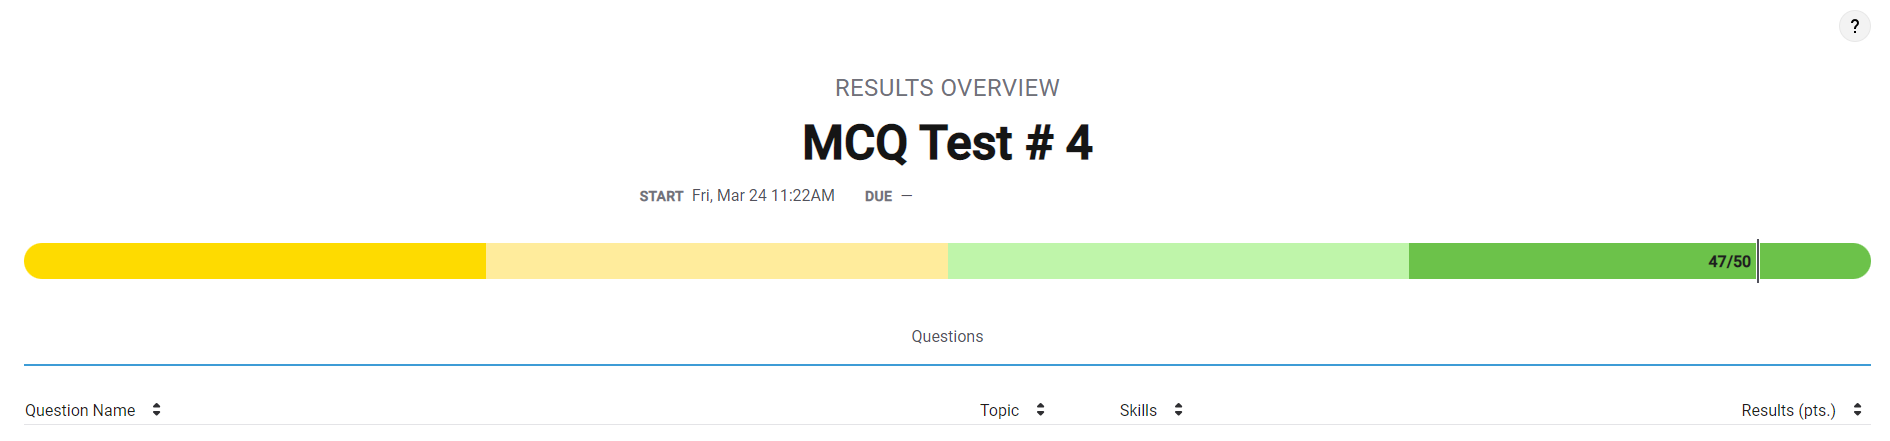 ?
RESULTS OVERVIEW
MCQ Test # 4
START Fri, Mar 24 11:22AM DUE —
47/50
Questions
Question Name Topic Skills Results (pts.)